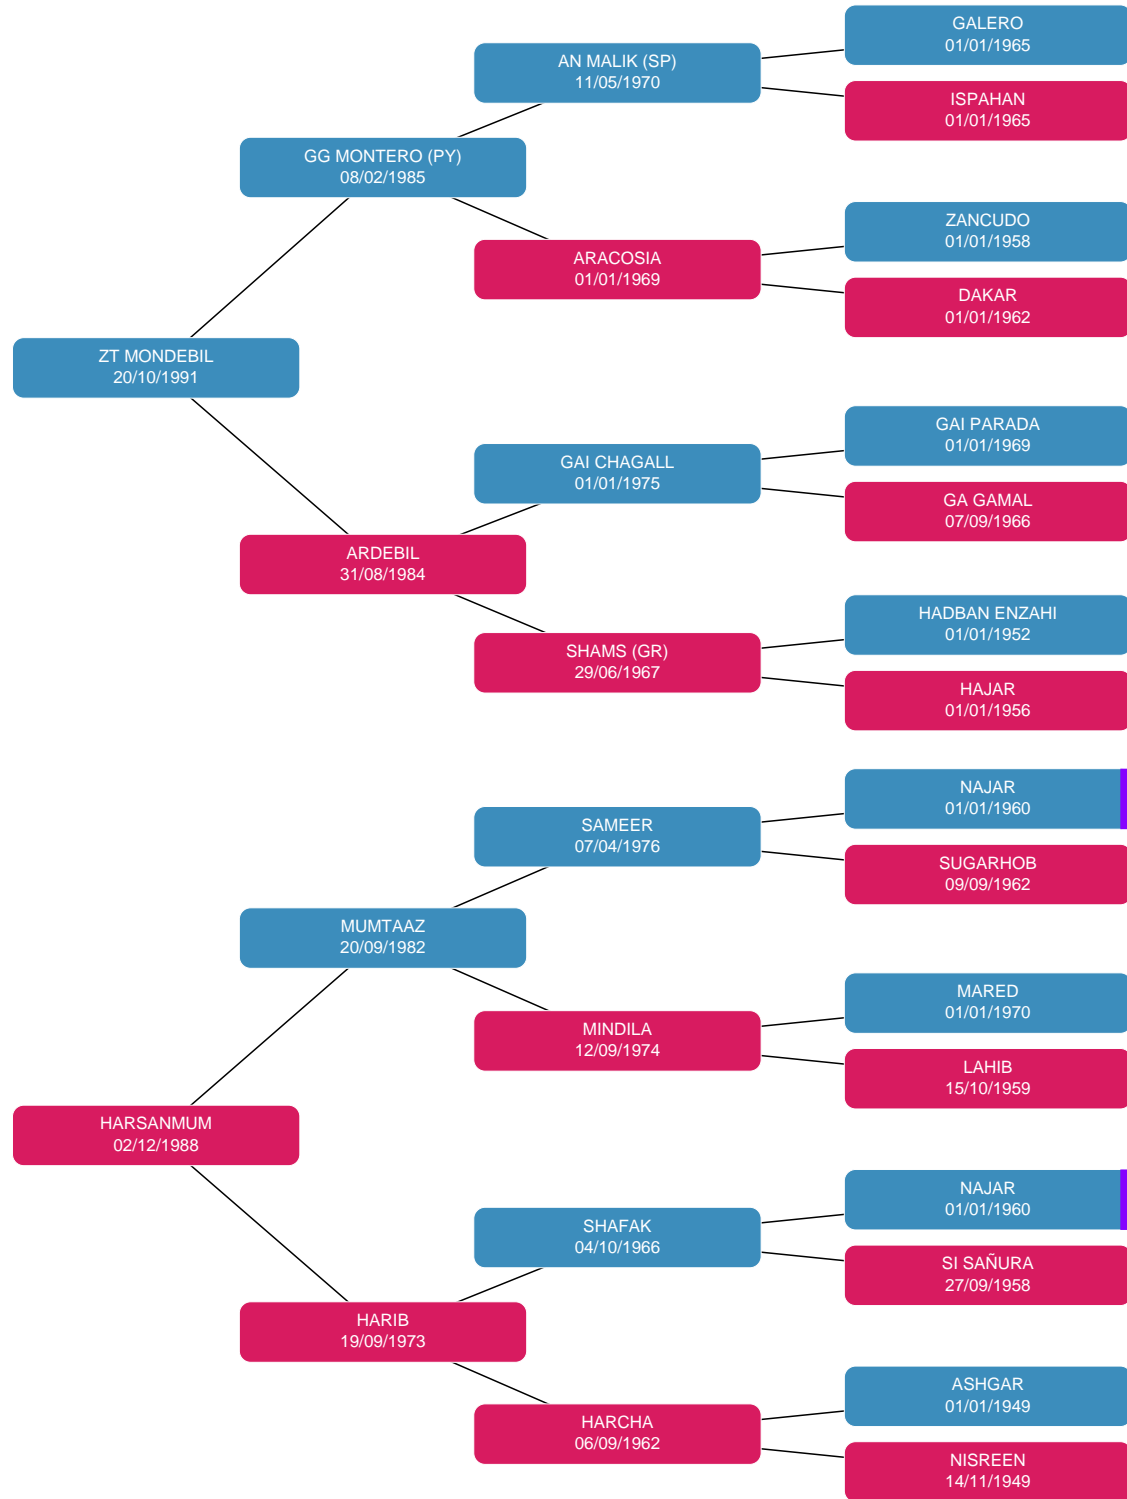 GALERO
01/01/1965
AN MALIK (SP)
11/05/1970
ISPAHAN
01/01/1965
GG MONTERO (PY)
08/02/1985
ZANCUDO
01/01/1958
ARACOSIA
01/01/1969
DAKAR
01/01/1962
ZT MONDEBIL
20/10/1991
GAI PARADA
01/01/1969
GAI CHAGALL
01/01/1975
GA GAMAL
07/09/1966
ARDEBIL
31/08/1984
HADBAN ENZAHI
01/01/1952
SHAMS (GR)
29/06/1967
HAJAR
01/01/1956
NAJAR
01/01/1960
SAMEER
07/04/1976
SUGARHOB
09/09/1962
MUMTAAZ
20/09/1982
MARED
01/01/1970
MINDILA
12/09/1974
LAHIB
15/10/1959
HARSANMUM
02/12/1988
NAJAR
01/01/1960
SHAFAK
04/10/1966
SI SAÑURA
27/09/1958
HARIB
19/09/1973
ASHGAR
01/01/1949
HARCHA
06/09/1962
NISREEN
14/11/1949